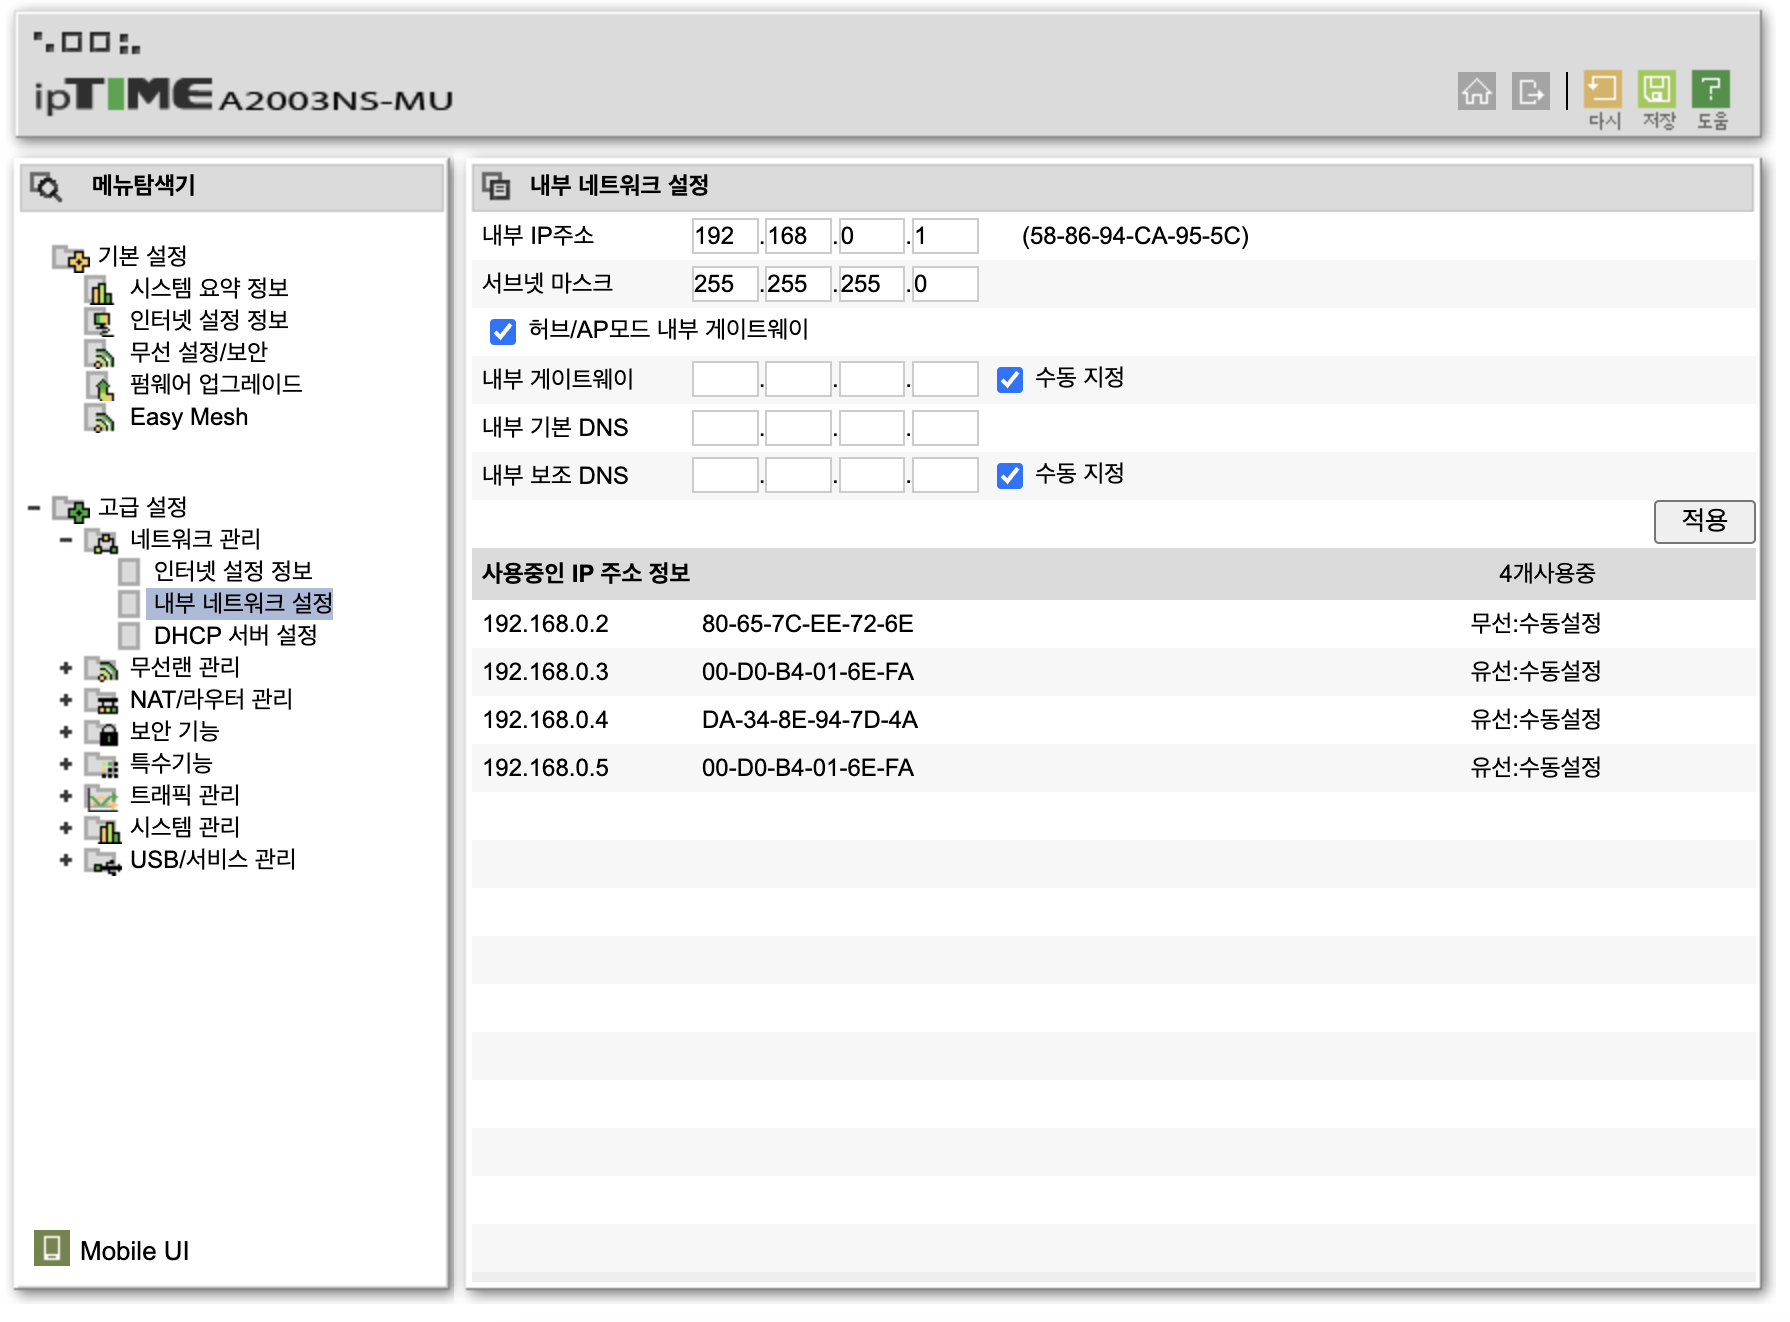 ipTIME A2003NS-MU
다시 저장 도움
메뉴탐색기
기본 설정
시스템 요약 정보
인터넷 설정 정보
무선 설정/보안
펌웨어 업그레이드
Easy Mesh
고급 설정
네트워크 관리
인터넷 설정 정보
내부 네트워크 설정
DHCP 서버 설정
무선랜 관리
NAT/라우터 관리
보안 기능
특수기능
트래픽 관리
시스템 관리
USB/서비스 관리
Mobile UI
내부 네트워크 설정
내부 IP주소 192 .168 .0 .1 (58-86-94-CA-95-5C)
서브넷 마스크 255 .255 .255 .0
허브/AP모드 내부 게이트웨이
내부 게이트웨이 . . . 수동 지정
내부 기본 DNS . . .
내부 보조 DNS . . . 수동 지정
적용
사용중인 IP 주소 정보 4개사용중
192.168.0.2 80-65-7C-EE-72-6E 무선:수동설정
192.168.0.3 00-D0-B4-01-6E-FA 유선:수동설정
192.168.0.4 DA-34-8E-94-7D-4A 유선:수동설정
192.168.0.5 00-D0-B4-01-6E-FA 유선:수동설정